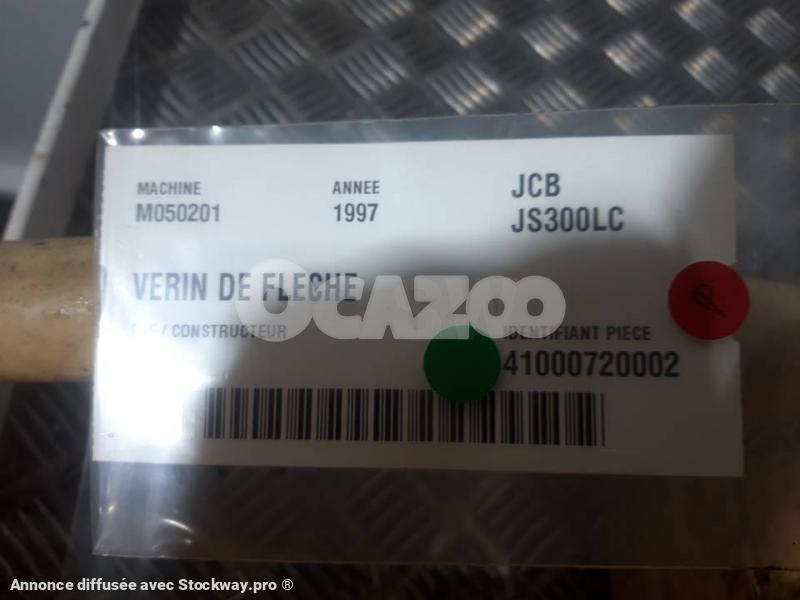 MACHINE
M050201
ANNEE
1997
JCB
JS300LC
VERIN DE FLECHE
OCAZOO
/ CONSTRUCTEUR
IDENTIFIANT PIECE
41000720002
Annonce diffusée avec Stockway.pro ®